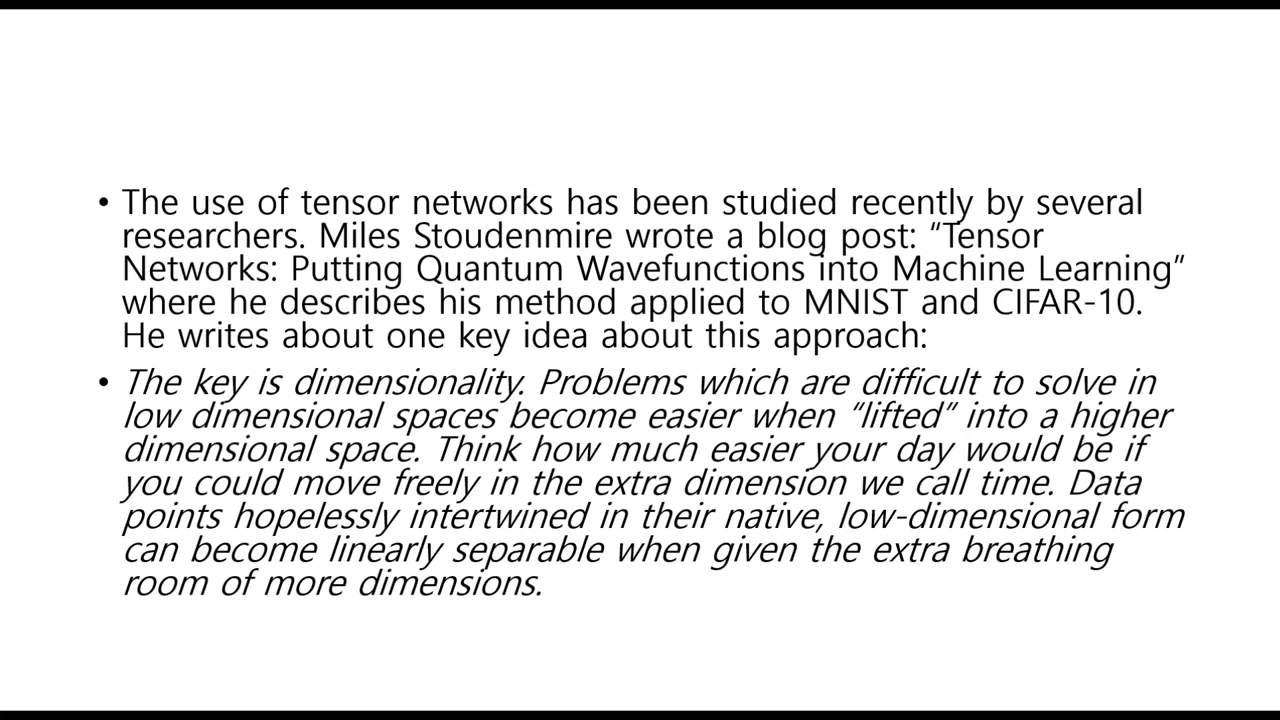 • The use of tensor networks has been studied recently by several
researchers. Miles Stoudenmire wrote a blog post: “Tensor
Networks: Putting Quantum Wavefunctions into Machine Learning”
where he describes his method applied to MNIST and CIFAR-10.
He writes about one key idea about this approach:
• The key is dimensionality. Problems which are difficult to solve in
low dimensional spaces become easier when “lifted” into a higher
dimensional space. Think how much easier your day would be if
you could move freely in the extra dimension we call time. Data
points hopelessly intertwined in their native, low-dimensional form
can become linearly separable when given the extra breathing
room of more dimensions.